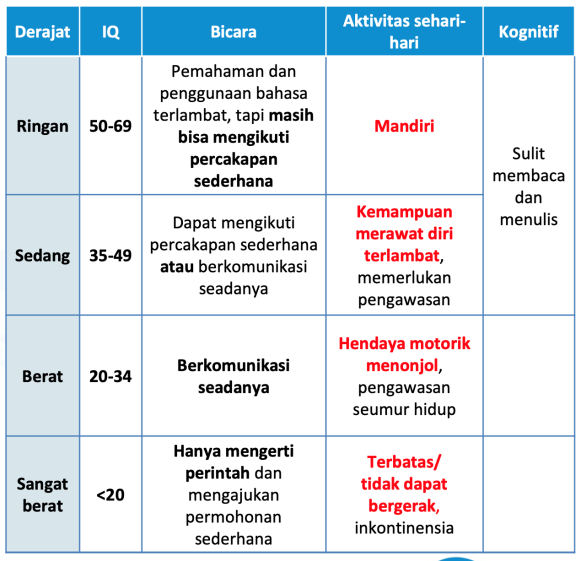 Derajat
IQ
Bicara
Aktivitas sehari-
hari
Kognitif
Ringan
50-69
Pemahaman dan
penggunaan bahasa
terlambat, tapi masih
bisa mengikuti
percakapan
sederhana
Mandiri
Sulit
membaca
dan
menulis
Sedang
35-49
Dapat mengikuti
percakapan sederhana
atau berkomunikasi
seadanya
Kemampuan
merawat diri
terlambat,
memerlukan
pengawasan
Berat
20-34
Berkomunikasi
seadanya
Hendaya motorik
menonjol,
pengawasan
seumur hidup
Sangat
berat
<20
Hanya mengerti
perintah dan
mengajukan
permohonan
sederhana
Terbatas/
tidak dapat
bergerak,
inkontinensia